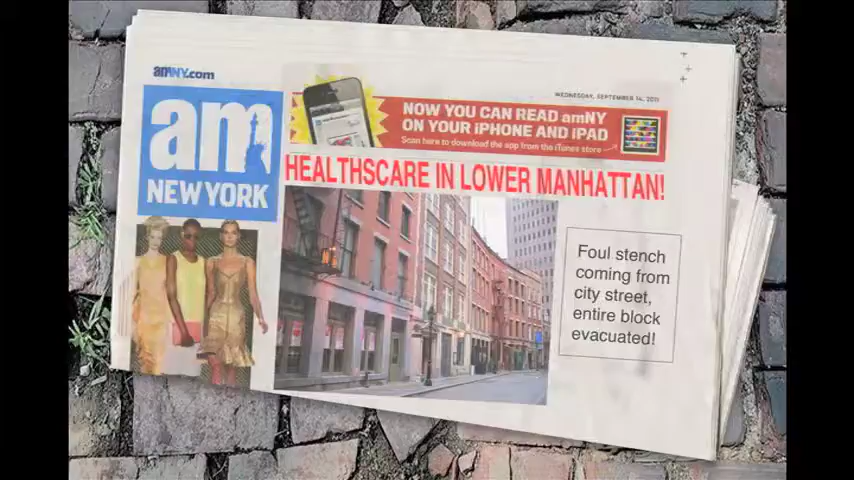 amNY.com
am
NEW YORK
WEDNESDAY, SEPTEMBER 14, 2011
NOW YOU CAN READ amNY
ON YOUR iPHONE AND iPAD
Scan here to download the app from the iTunes store
HEALTHSCARE IN LOWER MANHATTAN!
Foul stench
coming from
city street,
entire block
evacuated!